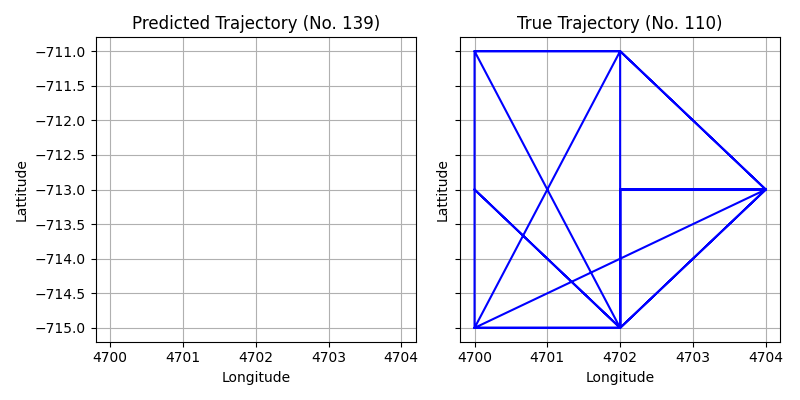 Predicted Trajectory (No. 139)
Lattitude
−711.0
−711.5
−712.0
−712.5
−713.0
−713.5
−714.0
−714.5
−715.0
4700 4701 4702 4703 4704
Longitude
True Trajectory (No. 110)
Lattitude
4700 4701 4702 4703 4704
Longitude